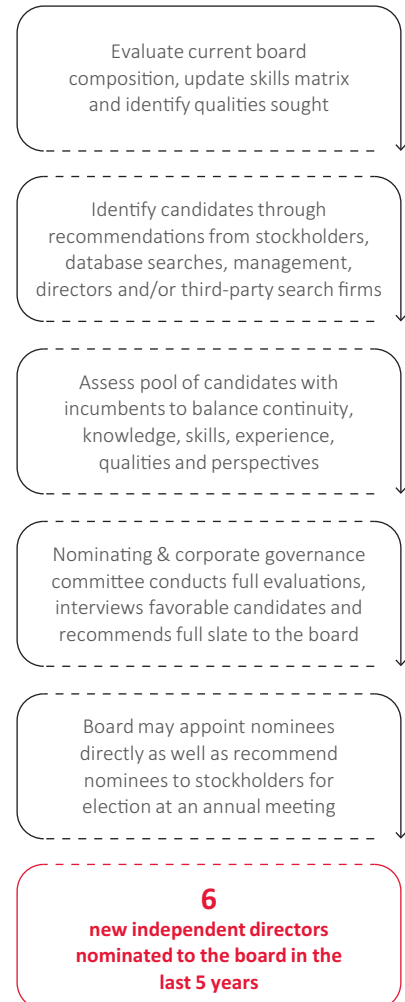 Evaluate current board
composition, update skills matrix
and identify qualities sought
Identify candidates through
recommendations from stockholders,
database searches, management,
directors and/or third-party search firms
Assess pool of candidates with
incumbents to balance continuity,
knowledge, skills, experience,
qualities and perspectives
Nominating & corporate governance
committee conducts full evaluations,
interviews favorable candidates and
recommends full slate to the board
Board may appoint nominees
directly as well as recommend
nominees to stockholders for
election at an annual meeting
6
new independent directors
nominated to the board in the
last 5 years